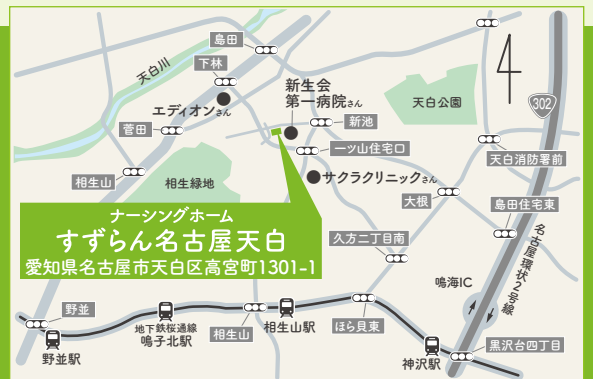 島田
天白川
下林
エディオンさん
新生会
第一病院さん
天白公園
302
菅田
新池
一ツ山住宅口
天白消防署前
相生山
相生緑地
サクラクリニックさん
大根
島田住宅東
ナーシングホーム
すずらん名古屋天白
愛知県名古屋市天白区高宮町1301-1
久方二丁目南
名古屋環状2号線
鳴海IC
野並
野並駅
地下鉄桜通線
鳴子北駅
相生山
相生山駅
ほら貝東
神沢駅
黒沢台四丁目